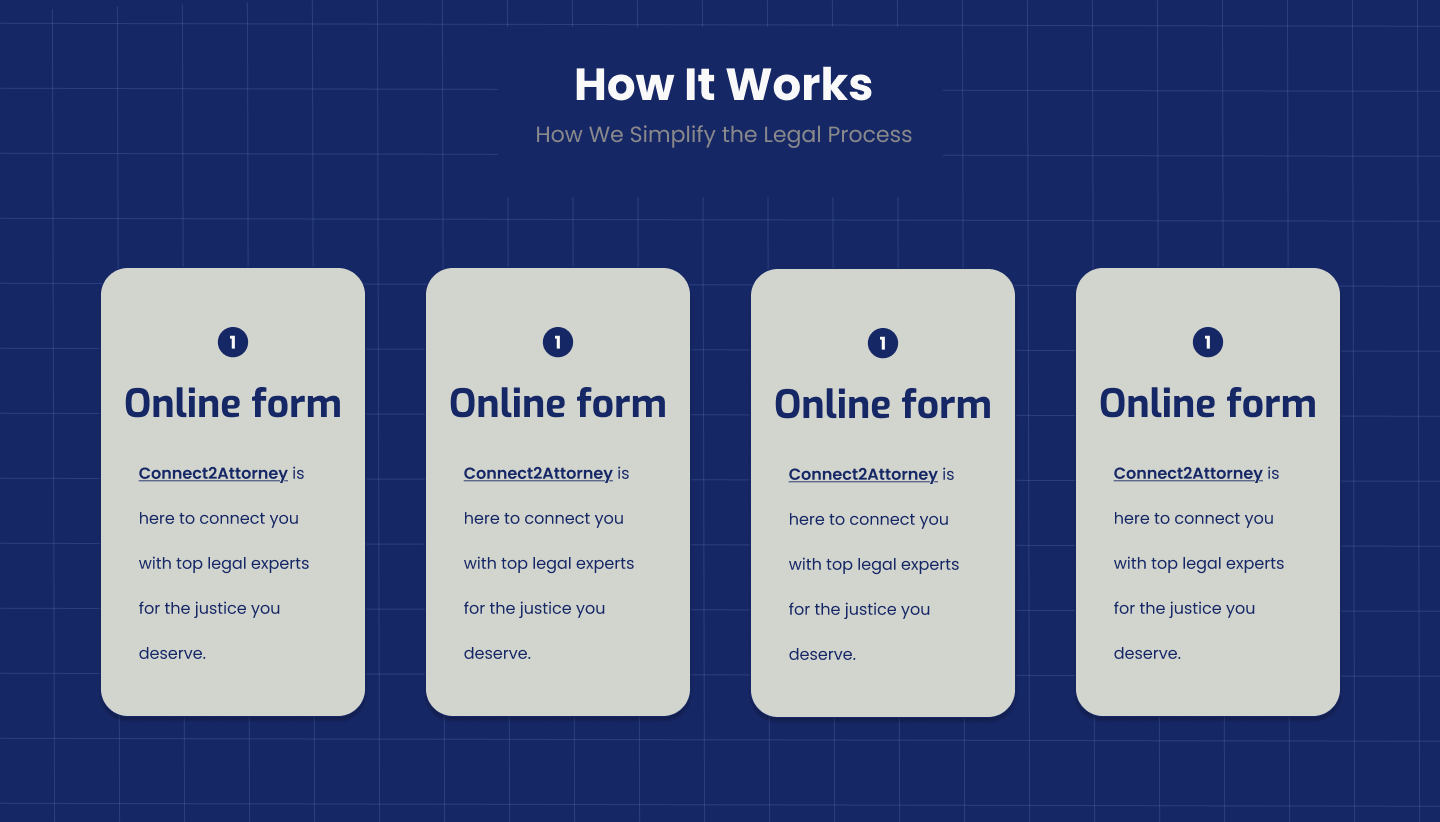 How It Works
How We Simplify the Legal Process
1
Online form
Connect2Attorney is
here to connect you
with top legal experts
for the justice you
deserve.
1
Online form
Connect2Attorney is
here to connect you
with top legal experts
for the justice you
deserve.
1
Online form
Connect2Attorney is
here to connect you
with top legal experts
for the justice you
deserve.
1
Online form
Connect2Attorney is
here to connect you
with top legal experts
for the justice you
deserve.